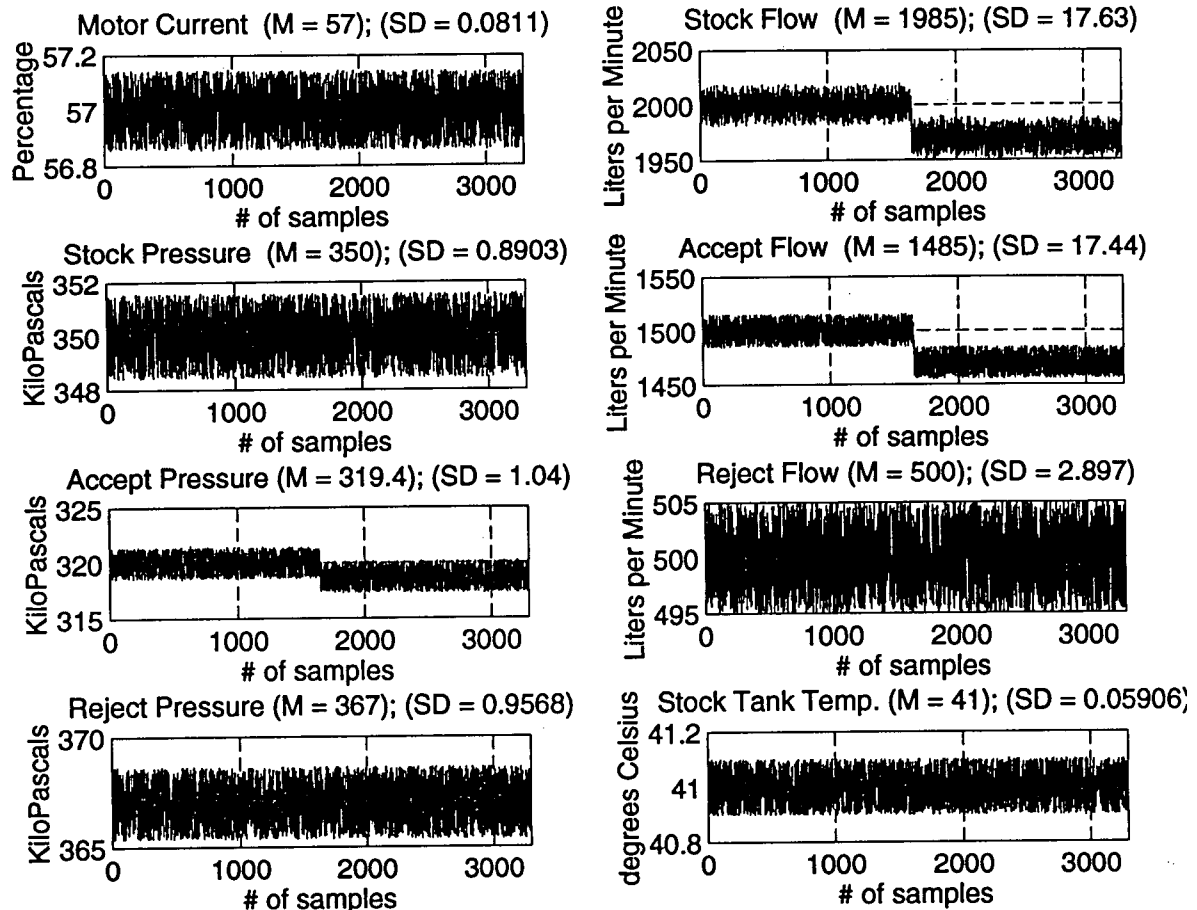 Motor Current (M = 57); (SD = 0.0811)
Percentage
57.2
57
56.8
0 1000 2000 3000
# of samples
Stock Flow (M = 1985); (SD = 17.63)
Liters per Minute
2050
2000
1950
0 1000 2000 3000
# of samples
Stock Pressure (M = 350); (SD = 0.8903)
KiloPascals
352
350
348
0 1000 2000 3000
# of samples
Accept Flow (M = 1485); (SD = 17.44)
Liters per Minute
1550
1500
1450
0 1000 2000 3000
# of samples
Accept Pressure (M = 319.4); (SD = 1.04)
KiloPascals
325
320
315
0 1000 2000 3000
# of samples
Reject Flow (M = 500); (SD = 2.897)
Liters per Minute
505
500
495
0 1000 2000 3000
# of samples
Reject Pressure (M = 367); (SD = 0.9568)
KiloPascals
370
365
0 1000 2000 3000
# of samples
Stock Tank Temp. (M = 41); (SD = 0.05906)
degrees Celsius
41.2
41
40.8
0 1000 2000 3000
# of samples